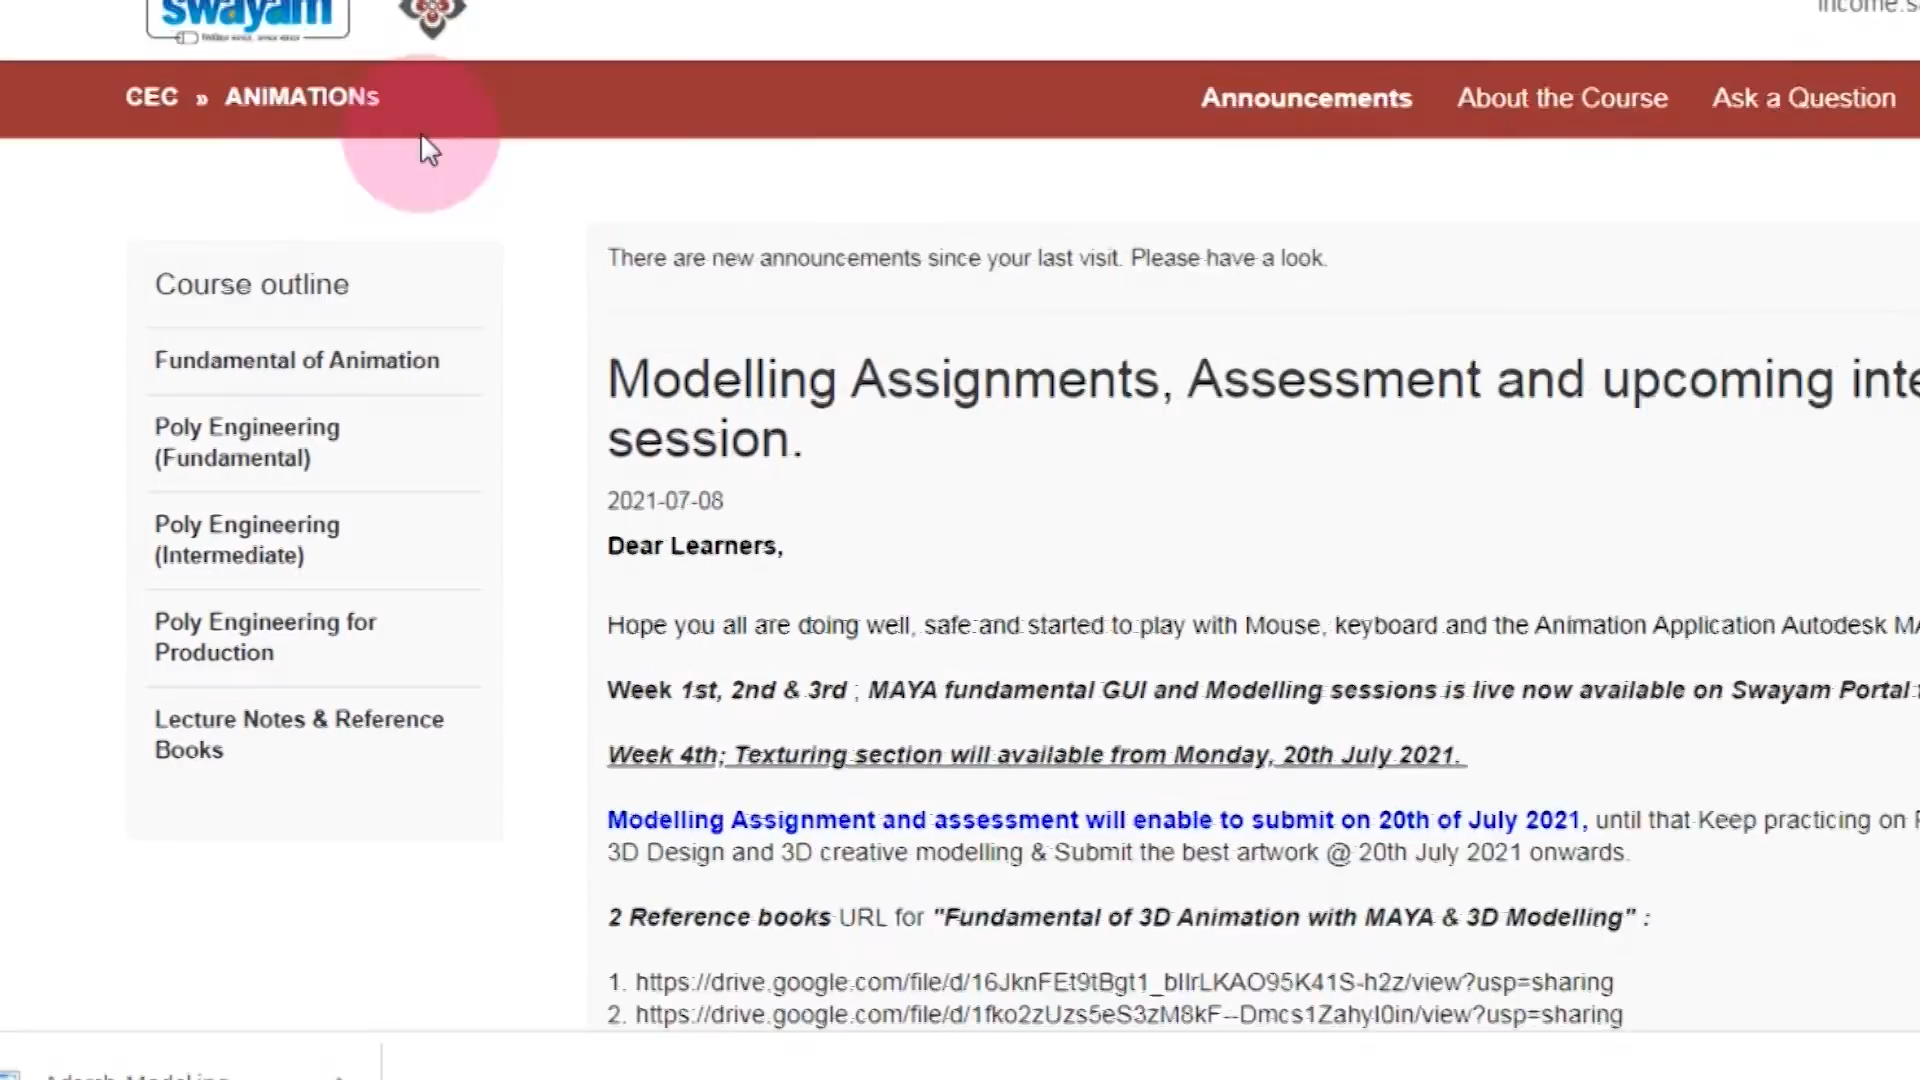 swayam
CEC » ANIMATIONs
Announcements About the Course Ask a Question
Course outline
Fundamental of Animation
Poly Engineering
(Fundamental)
Poly Engineering
(Intermediate)
Poly Engineering for
Production
Lecture Notes & Reference
Books
There are new announcements since your last visit. Please have a look.
Modelling Assignments, Assessment and upcoming
session.
2021-07-08
Dear Learners,
Hope you all are doing well, safe and started to play with Mouse, keyboard and the Animation Application Autodesk
Week 1st, 2nd & 3rd ; MAYA fundamental GUI and Modelling sessions is live now available on Swayam Portal
Week 4th; Texturing section will available from Monday, 20th July 2021.
Modelling Assignment and assessment will enable to submit on 20th of July 2021, until that Keep practicing on
3D Design and 3D creative modelling & Submit the best artwork @ 20th July 2021 onwards.
2 Reference books URL for "Fundamental of 3D Animation with MAYA & 3D Modelling" :
1. https://drive.google.com/file/d/16JknFEt9tBgt1_bIIrLKAO95K41S-h2z/view?usp=sharing
2. https://drive.google.com/file/d/1fko2zUzs5eS3zM8kF--Dmcs1ZahyI0in/view?usp=sharing